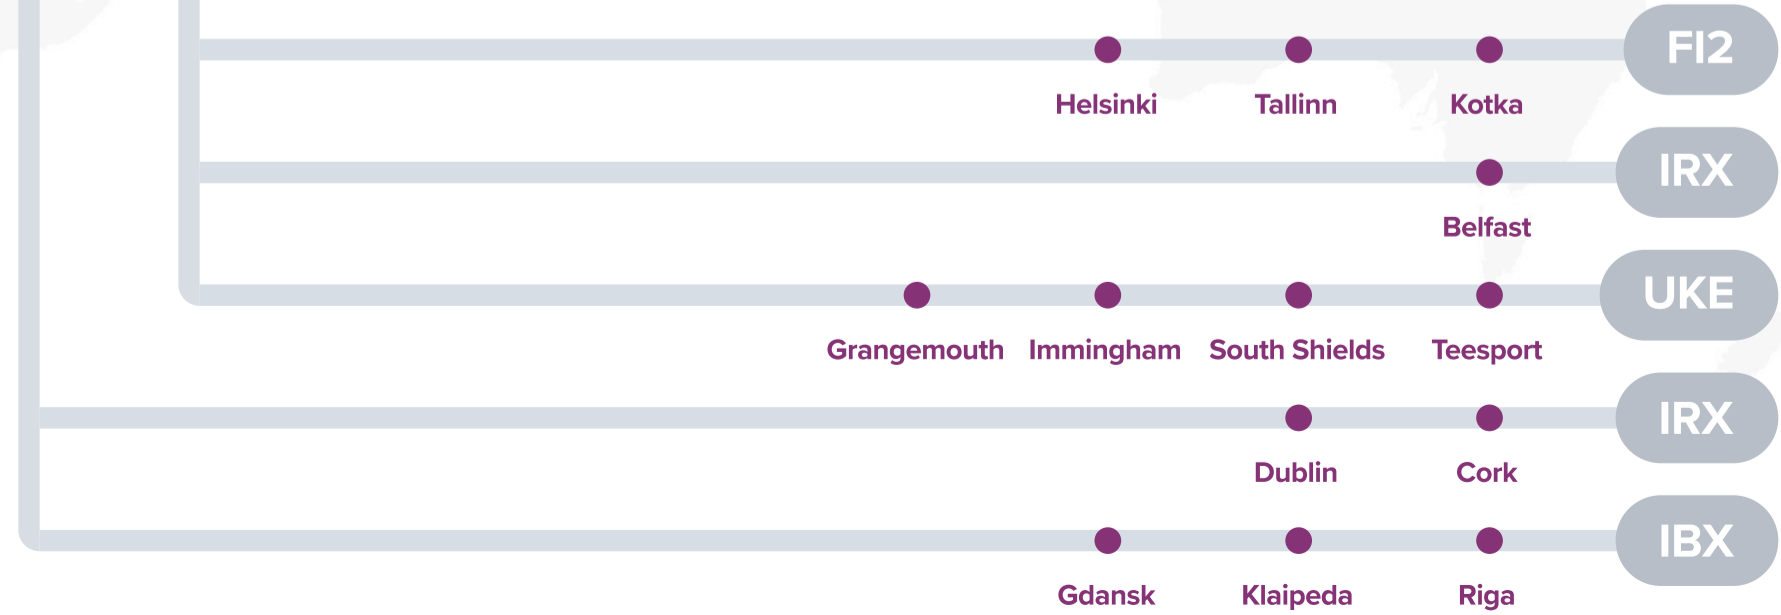 FI2
Helsinki Tallinn Kotka
IRX
Belfast
UKE
Grangemouth Immingham South Shields Teesport
IRX
Dublin Cork
IBX
Gdansk Klaipeda Riga